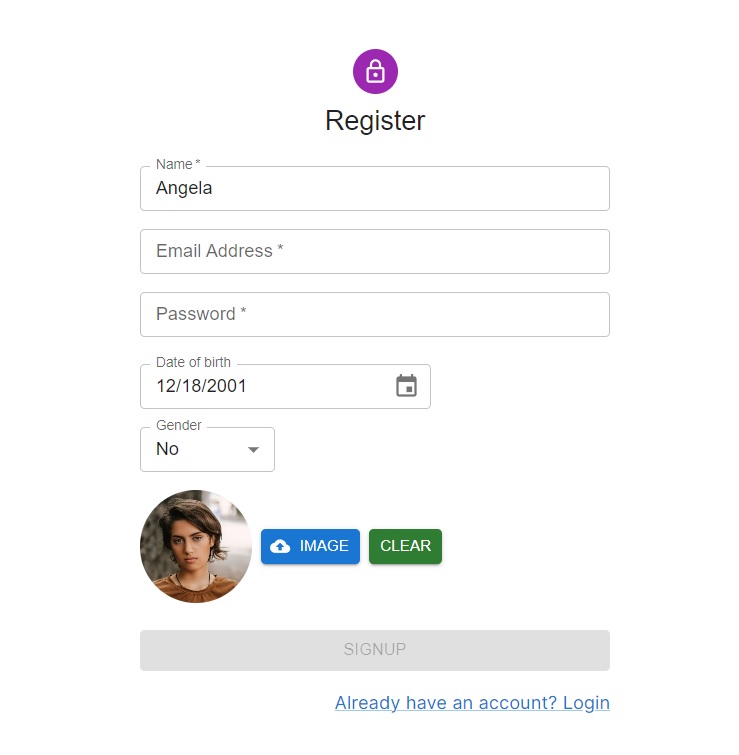 Register
Name *
Angela
Email Address *
Password *
Date of birth
12/18/2001
Gender
No
IMAGE
CLEAR
SIGNUP
Already have an account? Login